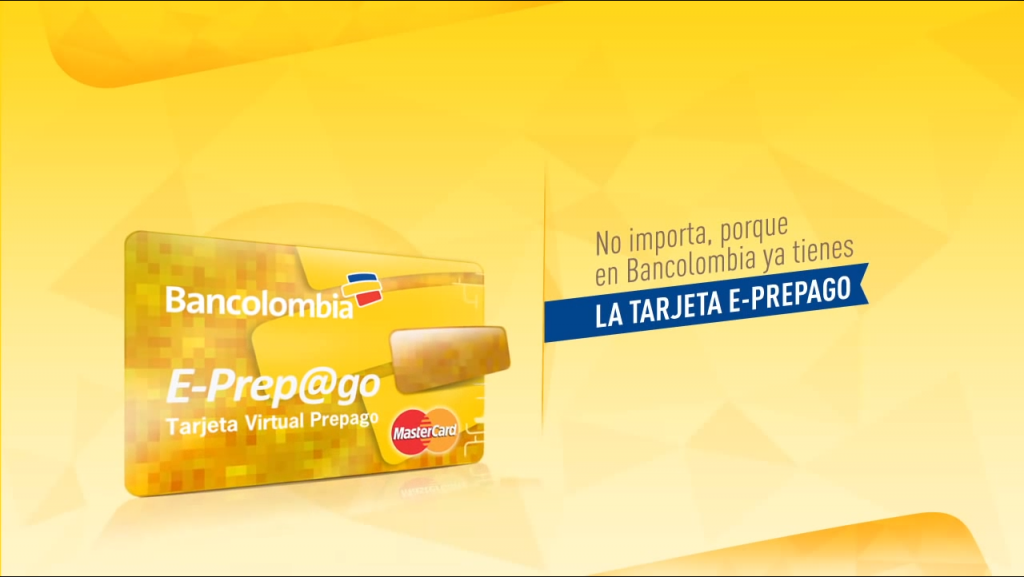 Bancolombia
E-Prep@go
Tarjeta Virtual Prepago
MasterCard
No importa, porque
en Bancolombia ya tienes
LA TARJETA E-PREPAGO